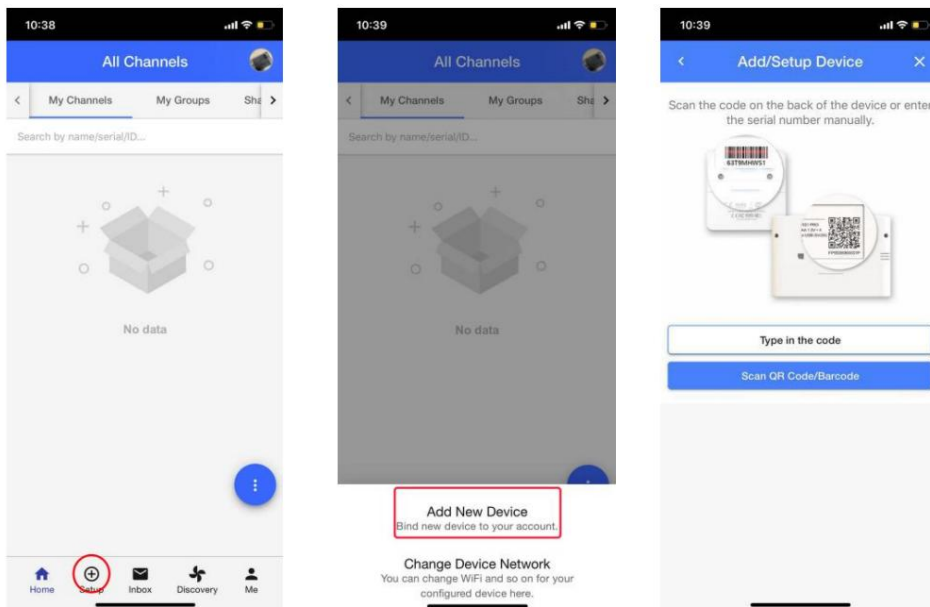 10:38
All Channels
My Channels
My Groups
Sha
Search by name/serial/ID...
No data
Home
Setup
Inbox
Discovery
Me
10:39
All Channels
My Channels
My Groups
Sha
Search by name/serial/ID...
No data
Add New Device
Bind new device to your account.
Change Device Network
You can change WiFi and so on for your
configured device here.
10:39
Add/Setup Device
Scan the code on the back of the device or enter
the serial number manually.
63T9MHWS1
Type in the code
Scan QR Code/Barcode